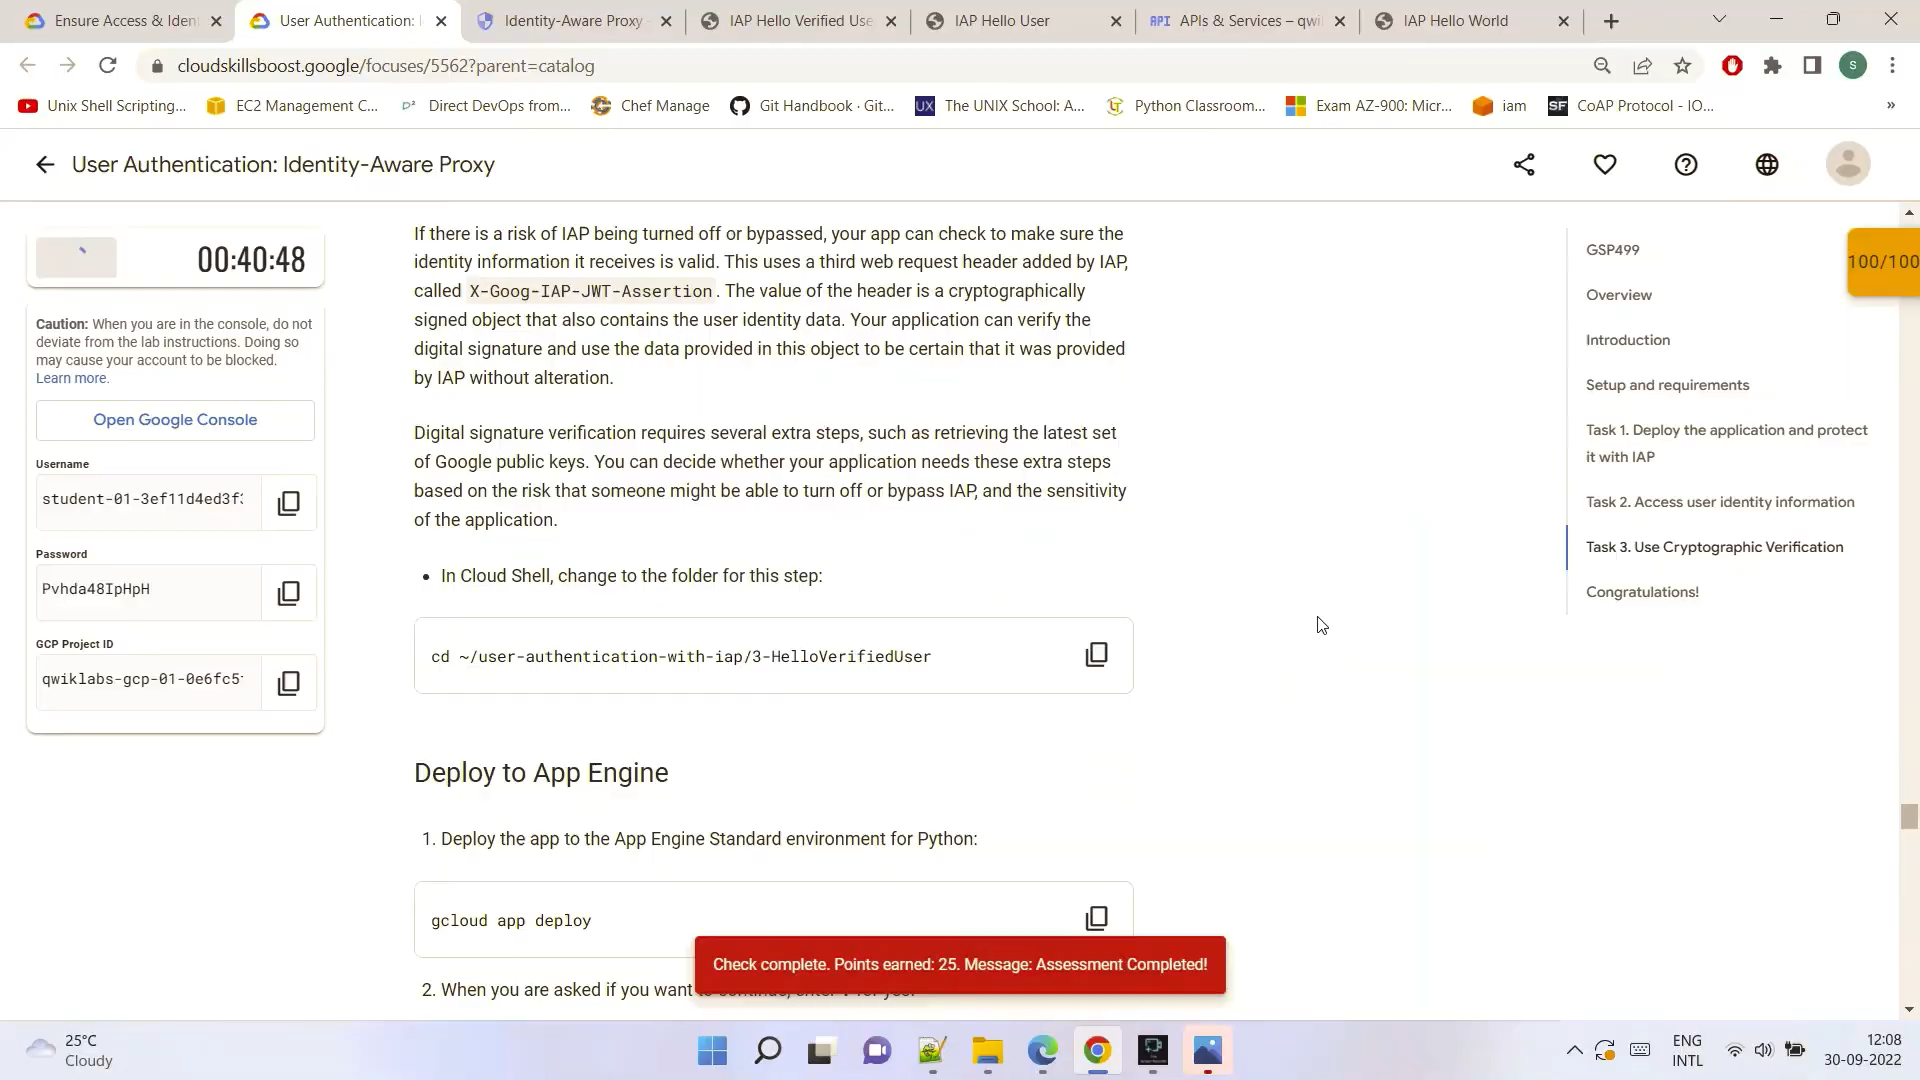 Ensure Access & Iden
User Authentication: I
Identity-Aware Proxy -
IAP Hello Verified Use
IAP Hello User
API APIs & Services – qwi
IAP Hello World
cloudskillsboost.google/focuses/5562?parent=catalog
S
Unix Shell Scripting...
EC2 Management C...
Direct DevOps from...
Chef Manage
Git Handbook · Git...
UX The UNIX School: A...
Python Classroom...
Exam AZ-900: Micr...
iam
SF CoAP Protocol - IO...
»
User Authentication: Identity-Aware Proxy
00:40:48
Caution: When you are in the console, do not
deviate from the lab instructions. Doing so
may cause your account to be blocked.
Learn more.
Open Google Console
Username
student-01-3ef11d4ed3f
Password
Pvhda48IpHpH
GCP Project ID
qwiklabs-gcp-01-0e6fc5
If there is a risk of IAP being turned off or bypassed, your app can check to make sure the
identity information it receives is valid. This uses a third web request header added by IAP,
called X-Goog-IAP-JWT-Assertion. The value of the header is a cryptographically
signed object that also contains the user identity data. Your application can verify the
digital signature and use the data provided in this object to be certain that it was provided
by IAP without alteration.
Digital signature verification requires several extra steps, such as retrieving the latest set
of Google public keys. You can decide whether your application needs these extra steps
based on the risk that someone might be able to turn off or bypass IAP, and the sensitivity
of the application.
• In Cloud Shell, change to the folder for this step:
cd ~/user-authentication-with-iap/3-HelloVerifiedUser
Deploy to App Engine
1. Deploy the app to the App Engine Standard environment for Python:
gcloud app deploy
2. When you are asked if you want
Check complete. Points earned: 25. Message: Assessment Completed!
GSP499
Overview
Introduction
Setup and requirements
Task 1. Deploy the application and protect
it with IAP
Task 2. Access user identity information
Task 3. Use Cryptographic Verification
Congratulations!
100/100
25°C
Cloudy
ENG
INTL
12:08
30-09-2022